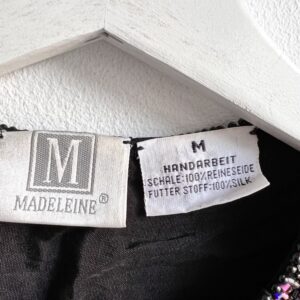 M
MADELEINE®
M
HANDARBEIT
SCHALE:100%REINESEIDE
FUTTER STOFF:100%SILK